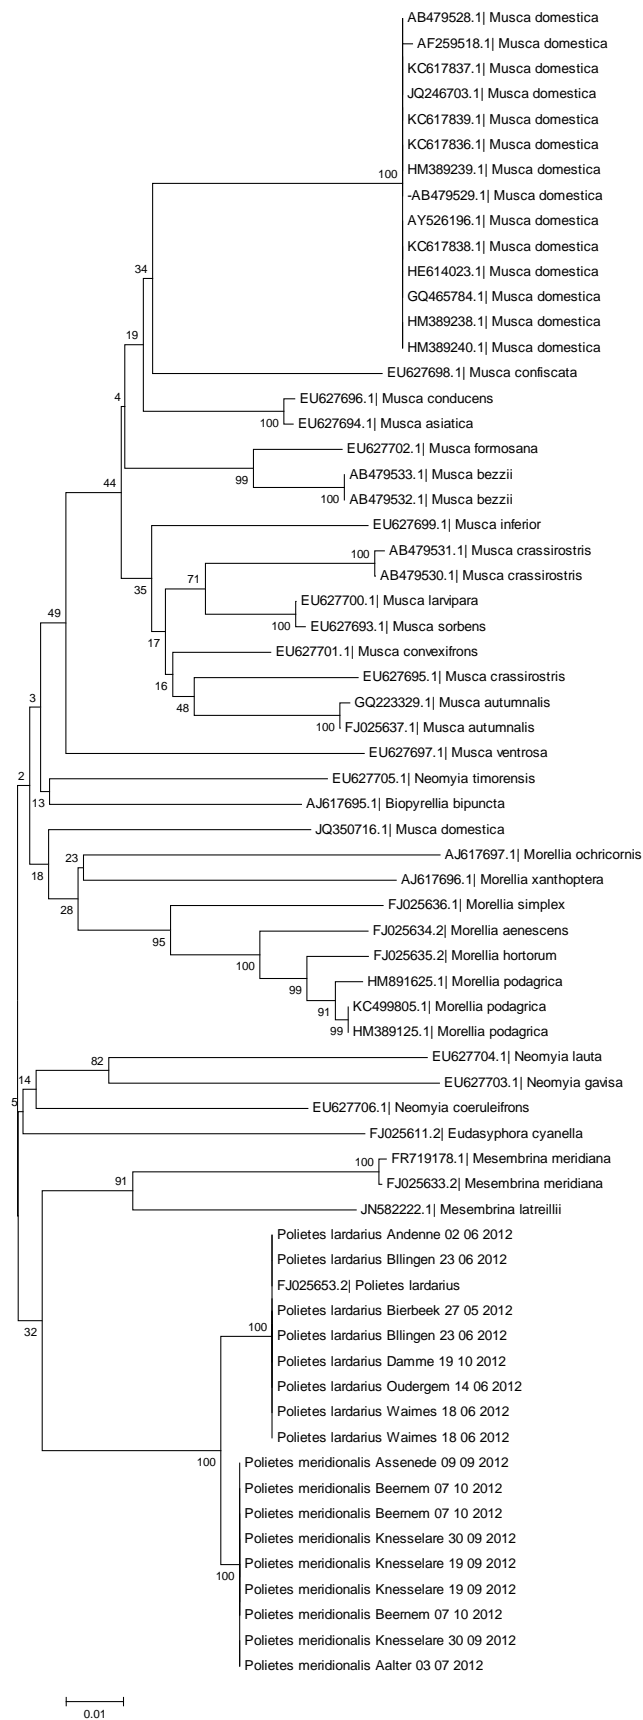 AB479528.1| Musca domestica
AF259518.1| Musca domestica
KC617837.1| Musca domestica
JQ246703.1| Musca domestica
KC617839.1| Musca domestica
KC617836.1| Musca domestica
HM389239.1| Musca domestica
100
-AB479529.1| Musca domestica
AY526196.1| Musca domestica
KC617838.1| Musca domestica
HE614023.1| Musca domestica
34
GQ465784.1| Musca domestica
HM389238.1| Musca domestica
19
HM389240.1| Musca domestica
EU627698.1| Musca confiscata
4
EU627696.1| Musca conducens
100
EU627694.1| Musca asiatica
EU627702.1| Musca formosana
99
AB479533.1| Musca bezzii
44
100
AB479532.1| Musca bezzii
EU627699.1| Musca inferior
100
AB479531.1| Musca crassirostris
AB479530.1| Musca crassirostris
35
71
EU627700.1| Musca larvipara
49
100
EU627693.1| Musca sorbens
17
EU627701.1| Musca convexifrons
16
EU627695.1| Musca crassirostris
48
GQ223329.1| Musca autumnalis
3
100
FJ025637.1| Musca autumnalis
EU627697.1| Musca ventrosa
2
EU627705.1| Neomyia timorensis
13
AJ617695.1| Biopyrellia bipuncta
JQ350716.1| Musca domestica
23
AJ617697.1| Morellia ochricornis
18
AJ617696.1| Morellia xanthoptera
28
FJ025636.1| Morellia simplex
95
FJ025634.2| Morellia aenescens
100
FJ025635.2| Morellia hortorum
99
HM891625.1| Morellia podagrica
91
KC499805.1| Morellia podagrica
99
HM389125.1| Morellia podagrica
82
EU627704.1| Neomyia lauta
14
EU627703.1| Neomyia gavisa
5
EU627706.1| Neomyia coeruleifrons
FJ025611.2| Eudasyphora cyanella
100
FR719178.1| Mesembrina meridiana
91
FJ025633.2| Mesembrina meridiana
JN582222.1| Mesembrina latreillii
Polietes lardarius Andenne 02 06 2012
Polietes lardarius Bllingen 23 06 2012
FJ025653.2| Polietes lardarius
Polietes lardarius Bierbeek 27 05 2012
32
100
Polietes lardarius Bllingen 23 06 2012
Polietes lardarius Damme 19 10 2012
Polietes lardarius Oudergem 14 06 2012
Polietes lardarius Waimes 18 06 2012
Polietes lardarius Waimes 18 06 2012
100
Polietes meridionalis Assenede 09 09 2012
Polietes meridionalis Beernem 07 10 2012
Polietes meridionalis Beernem 07 10 2012
Polietes meridionalis Knesselare 30 09 2012
Polietes meridionalis Knesselare 19 09 2012
100
Polietes meridionalis Knesselare 19 09 2012
Polietes meridionalis Beernem 07 10 2012
Polietes meridionalis Knesselare 30 09 2012
Polietes meridionalis Aalter 03 07 2012
0.01